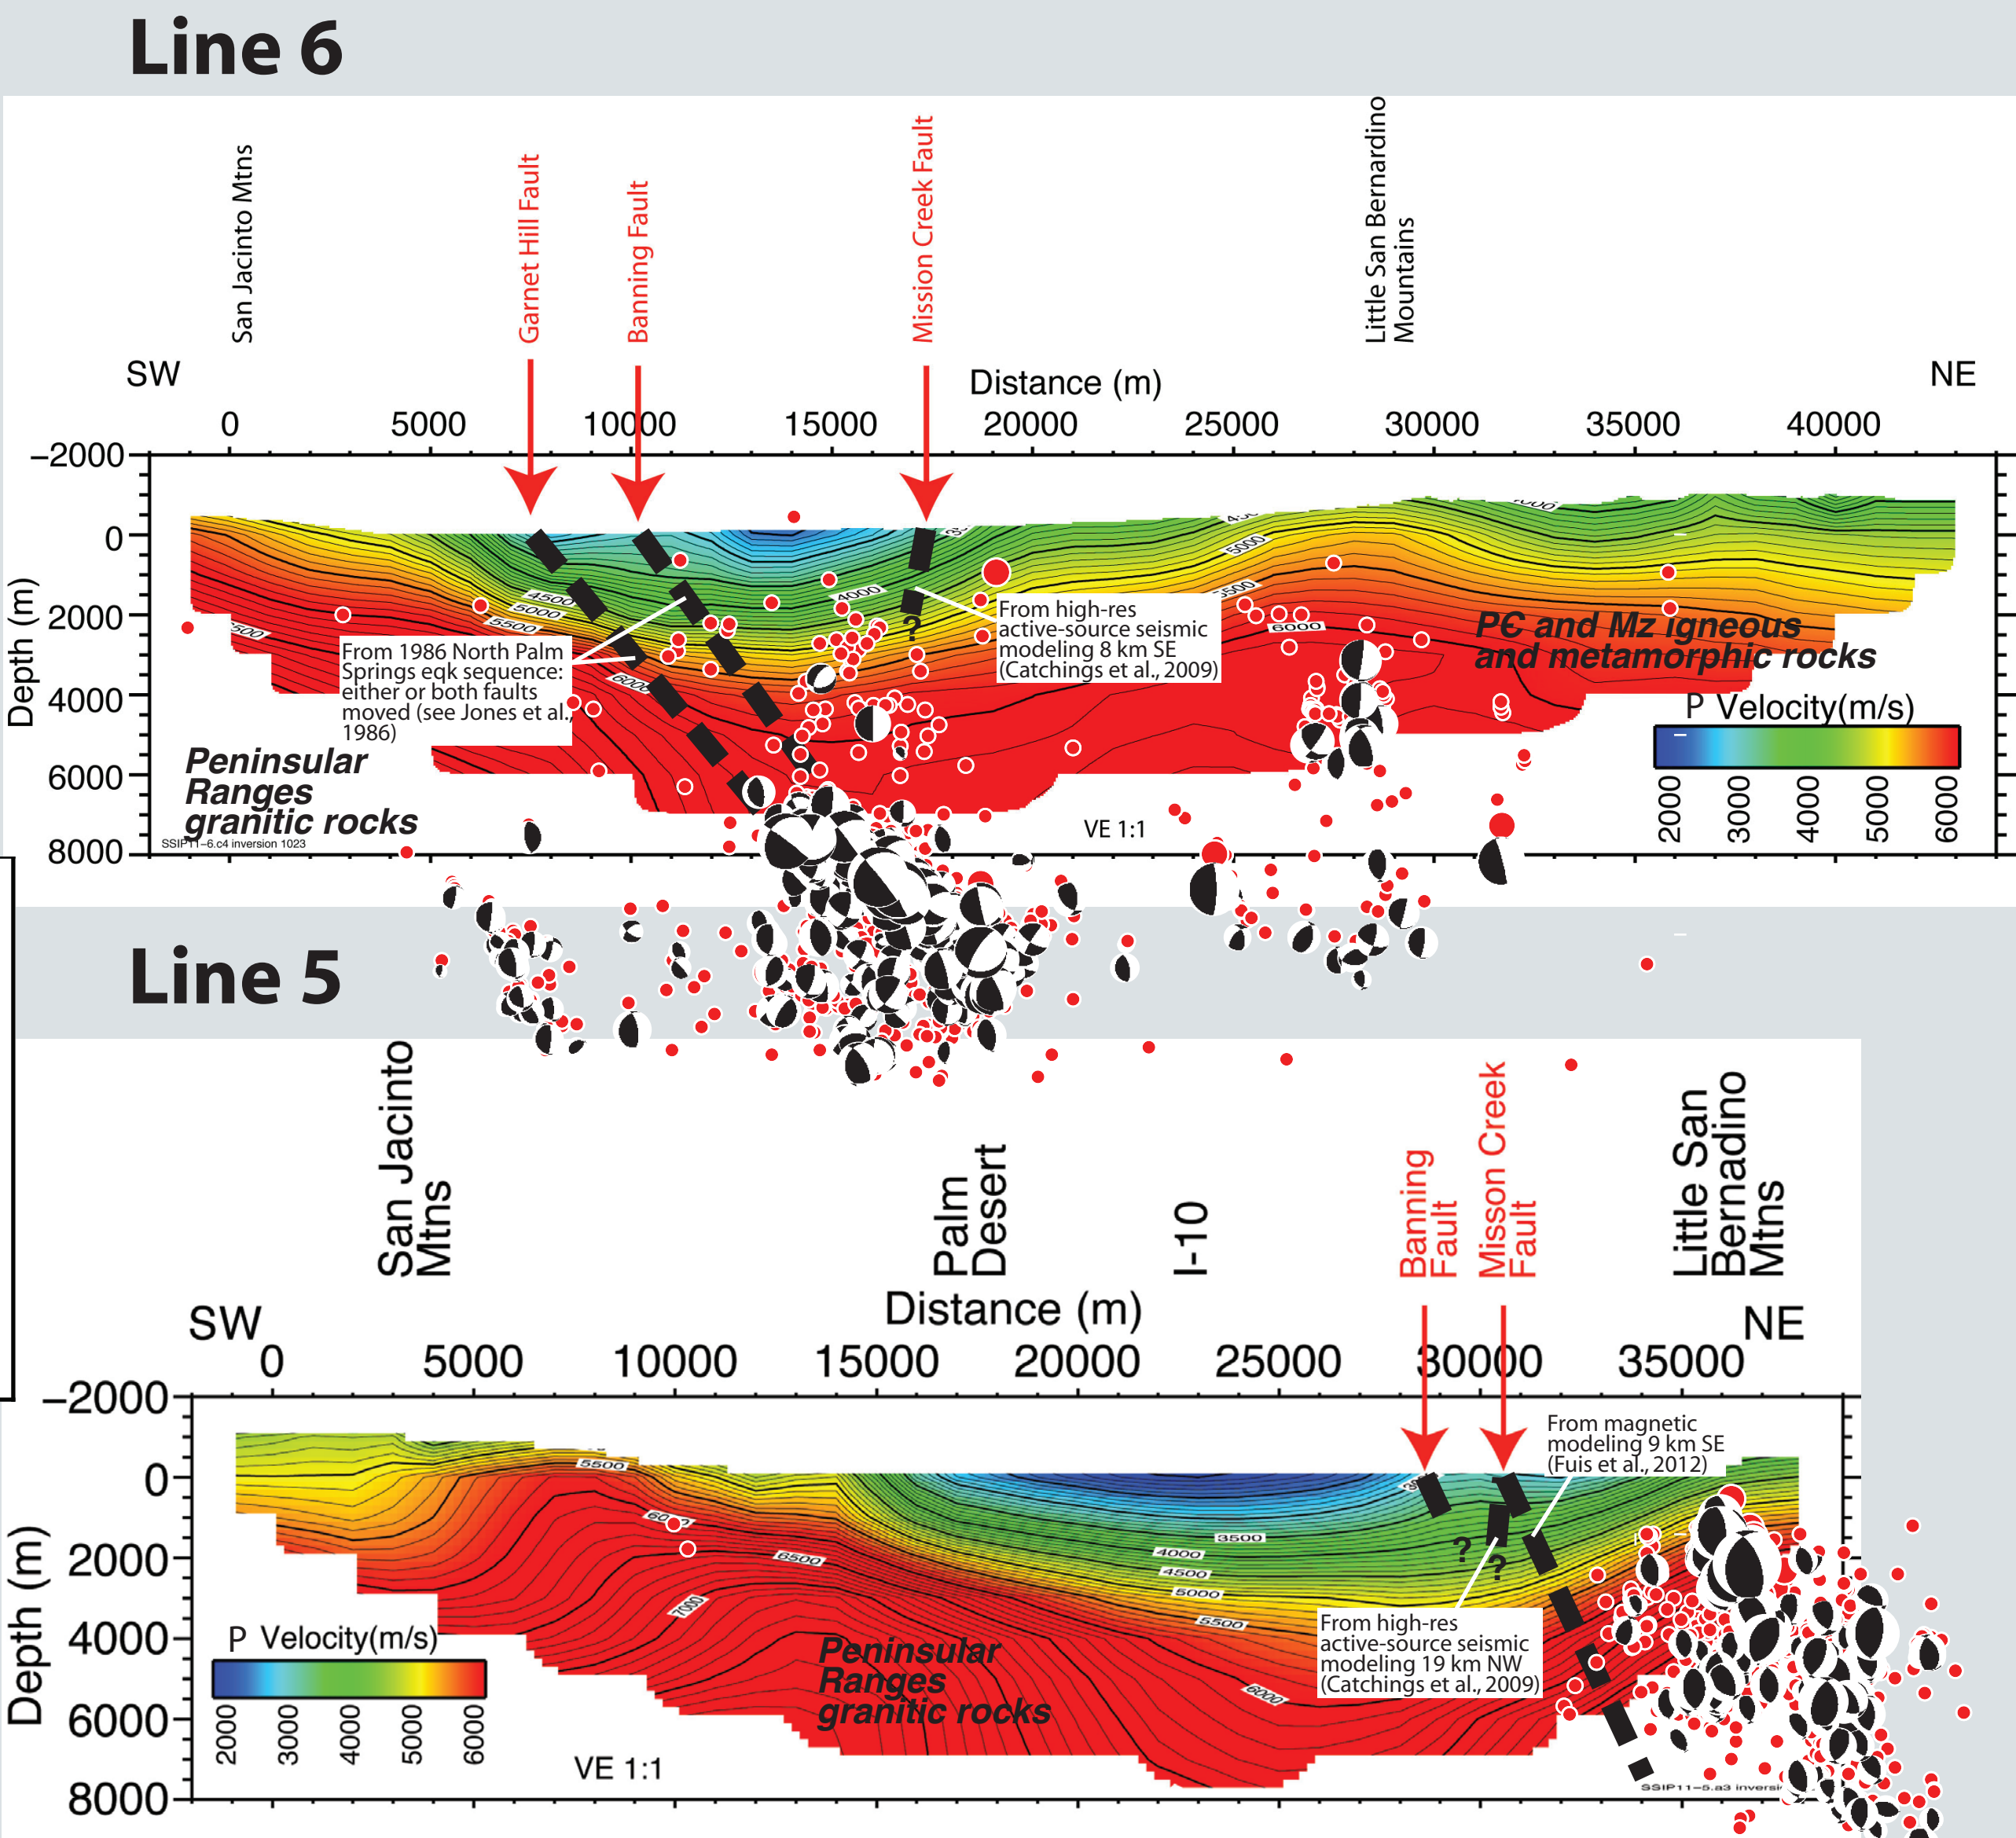 Line 6
San Jacinto Mtns
Garnet Hill Fault
Banning Fault
Mission Creek Fault
Little San Bernardino
Mountains
SW
Distance (m)
NE
0 5000 10000 15000 20000 25000 30000 35000 40000
−2000
0
2000
4000
6000
8000
Depth (m)
4500
5000
5500
6000
4000
5000
6000
From 1986 North Palm
Springs eqk sequence:
either or both faults
moved (see Jones et al.,
1986)
?
From high-res
active-source seismic
modeling 8 km SE
(Catchings et al., 2009)
PЄ and Mz igneous
and metamorphic rocks
P Velocity(m/s)
2000 3000 4000 5000 6000
Peninsular
Ranges
granitic rocks
SSIP11−6.c4 inversion 1023
VE 1:1
Line 5
San Jacinto
Mtns
Palm
Desert
I-10
Banning
Fault
Misson Creek
Fault
Little San
Bernadino
Mtns
SW
Distance (m)
NE
0 5000 10000 15000 20000 25000 30000 35000
−2000
0
2000
4000
6000
8000
Depth (m)
5500
6500
7000
3500
4000
4500
5000
5500
6000
From magnetic
modeling 9 km SE
(Fuis et al., 2012)
?
?
From high-res
active-source seismic
modeling 19 km NW
(Catchings et al., 2009)
P Velocity(m/s)
2000 3000 4000 5000 6000
Peninsular
Ranges
granitic rocks
VE 1:1
SSIP11−5.a3